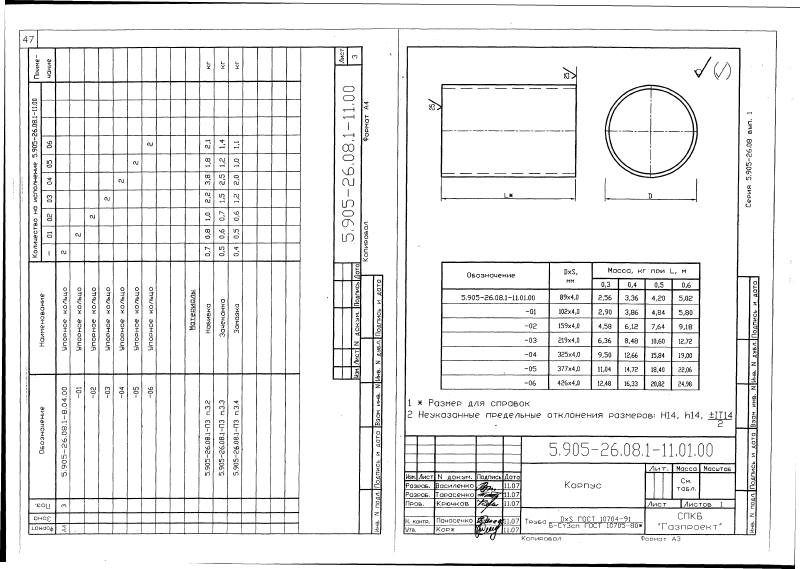 47
Формат
Зона
Поз.
Обозначение
Наименование
Количество на исполнение 5.905-26.08.1-11.00
Приме-
чание
– 01 02 03 04 05 06
А4 3 5.905-26.08.1-8.04.00 Упорное кольцо 2
-01 Упорное кольцо 2
-02 Упорное кольцо 2
-03 Упорное кольцо 2
-04 Упорное кольцо 2
-05 Упорное кольцо 2
-06 Упорное кольцо 2
Материалы
5.905-26.08.1-ПЗ п.3.2 Набивка 0,7 0,8 1,0 2,2 3,8 1,8 2,1 кг
5.905-26.08.1-ПЗ п.3.3 Зачеканка 0,5 0,6 0,7 1,5 2,5 1,2 1,4 кг
5.905-26.08.1-ПЗ п.3.4 Замазка 0,4 0,5 0,6 1,2 2,0 1,0 1,1 кг
Изм. Лист N докум. Подпись Дата
5.905-26.08.1-11.00
Лист
3
Копировал
Формат А4
Инв. N подл. Подпись и дата Взам. инв. N Инв. N дубл. Подпись и дата
Серия 5.905-26.08 вып. 1
25
25
L*
D
Обозначение
DxS,
мм
Масса, кг при L, м
0,3 0,4 0,5 0,6
5.905-26.08.1-11.01.00 89x4,0 2,56 3,36 4,20 5,02
-01 102x4,0 2,90 3,86 4,84 5,80
-02 159x4,0 4,58 6,12 7,64 9,18
-03 219x4,0 6,36 8,48 10,60 12,72
-04 325x4,0 9,50 12,66 15,84 19,00
-05 377x4,0 11,04 14,72 18,40 22,06
-06 426x4,0 12,48 16,33 20,82 24,98
1 * Размер для справок
2 Неуказанные предельные отклонения размеров: H14, h14, ±IT14
2
5.905-26.08.1-11.01.00
Изм. Лист N докум. Подпись Дата
Разраб. Василенко 11.07
Разраб. Тарасенко 11.07
Пров. Крючков 11.07
Н. контр. Панасенко 11.07
Утв. Корж 11.07
Корпус
Лит. Масса Масштаб
См.
табл.
Лист Листов 1
Труба DxS ГОСТ 10704-91
Б-Ст3сп ГОСТ 10705-80*
СПКБ
"Газпроект"
Копировал
Формат А3
Инв. N подл. Подпись и дата Взам инв. N Инв. N дубл. Подпись и дата